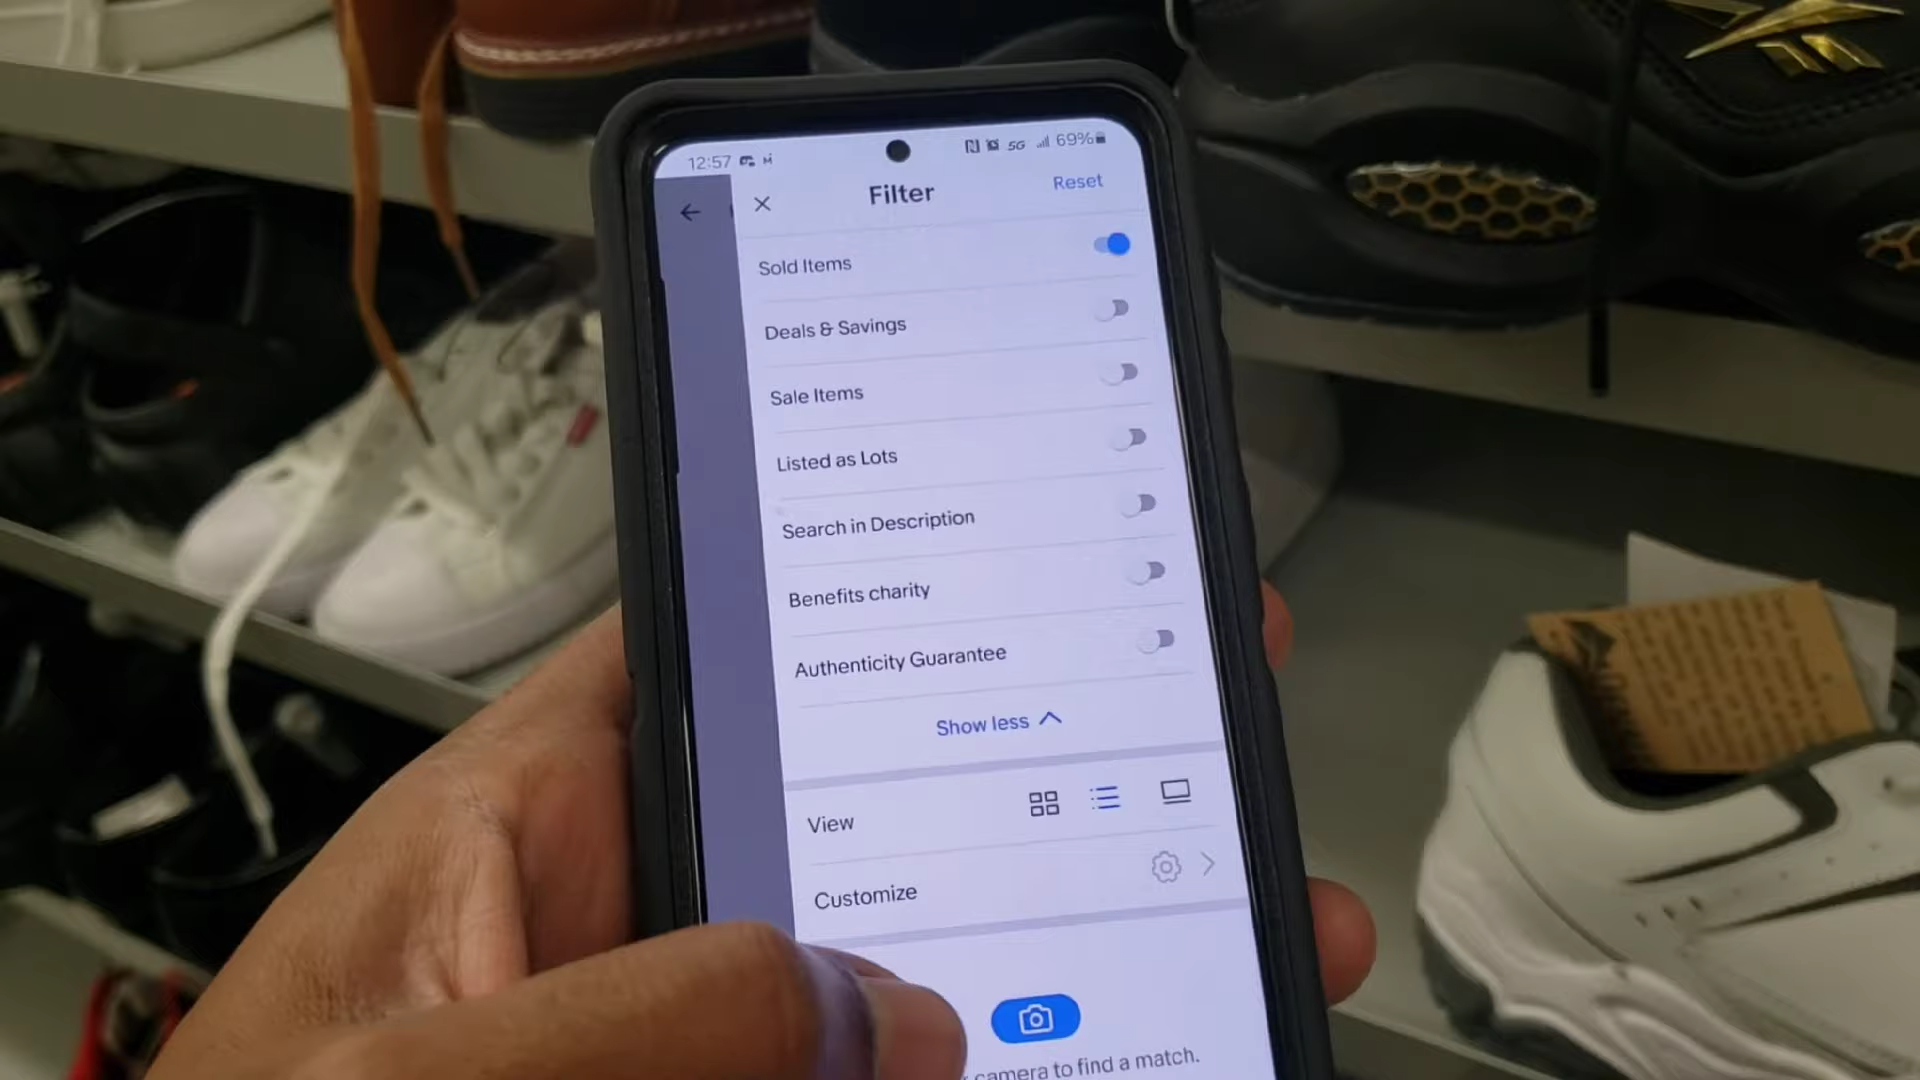 12:57 5G 69%
Filter
Reset
Sold Items
Deals & Savings
Sale Items
Listed as Lots
Search in Description
Benefits charity
Authenticity Guarantee
Show less
View
Customize
camera to find a match.